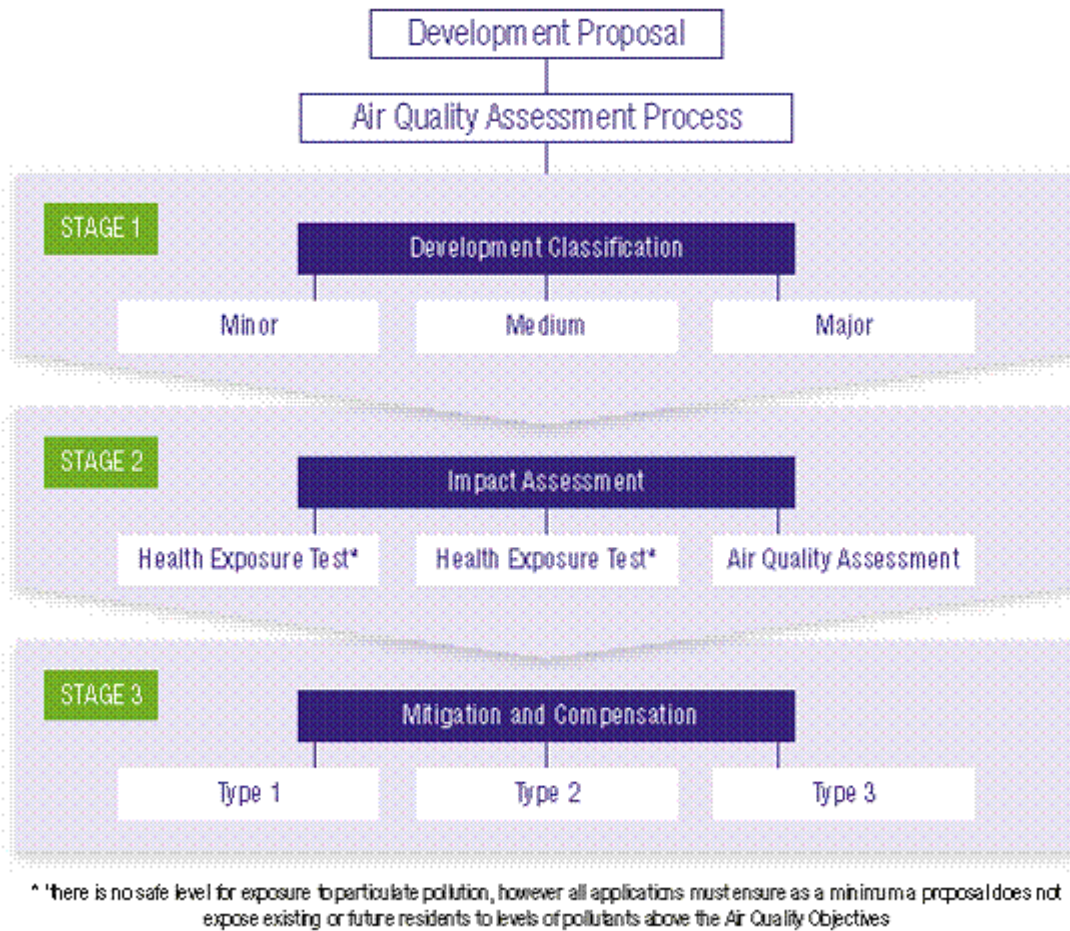 Development Proposal
Air Quality Assessment Process
STAGE 1
Development Classification
Minor
Medium
Major
STAGE 2
Impact Assessment
Health Exposure Test*
Health Exposure Test*
Air Quality Assessment
STAGE 3
Mitigation and Compensation
Type 1
Type 2
Type 3
* 'here is no safe level for exposure to particulate pollution, however all applications must ensure as a minimum a proposal does not
expose existing or future residents to levels of pollutants above the Air Quality Objectives